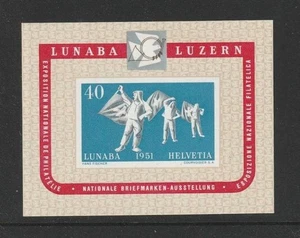 LUNABA LUZERN
EXPOSITION NATIONALE DE PHILATELIE
40
LUNABA 1951 HELVETIA
NATIONALE BRIEFMARKEN-AUSSTELLUNG
ESPOSIZIONE NAZIONALE FILATELICA